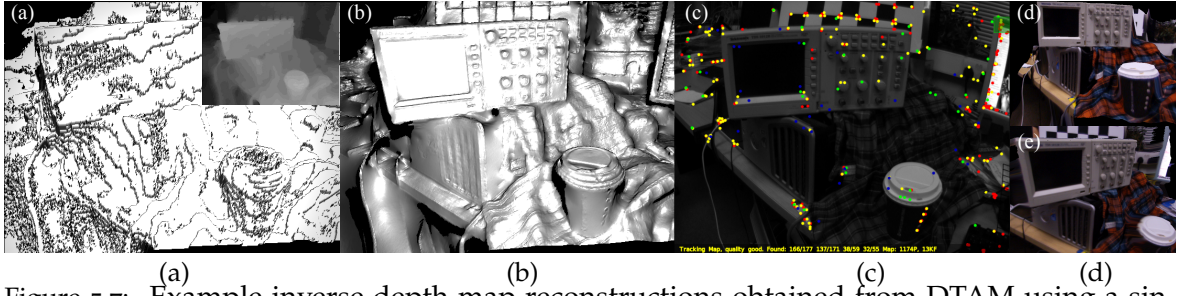 (a)
(b)
(c)
(d)
(e)
Tracking Map, quality good. Found: 166/177 137/171 38/59 32/55 Map: 1174P, 13KF
(a)
(b)
(c)
(d)
Figure 5.7: Example inverse depth map reconstructions obtained from DTAM using a sin-